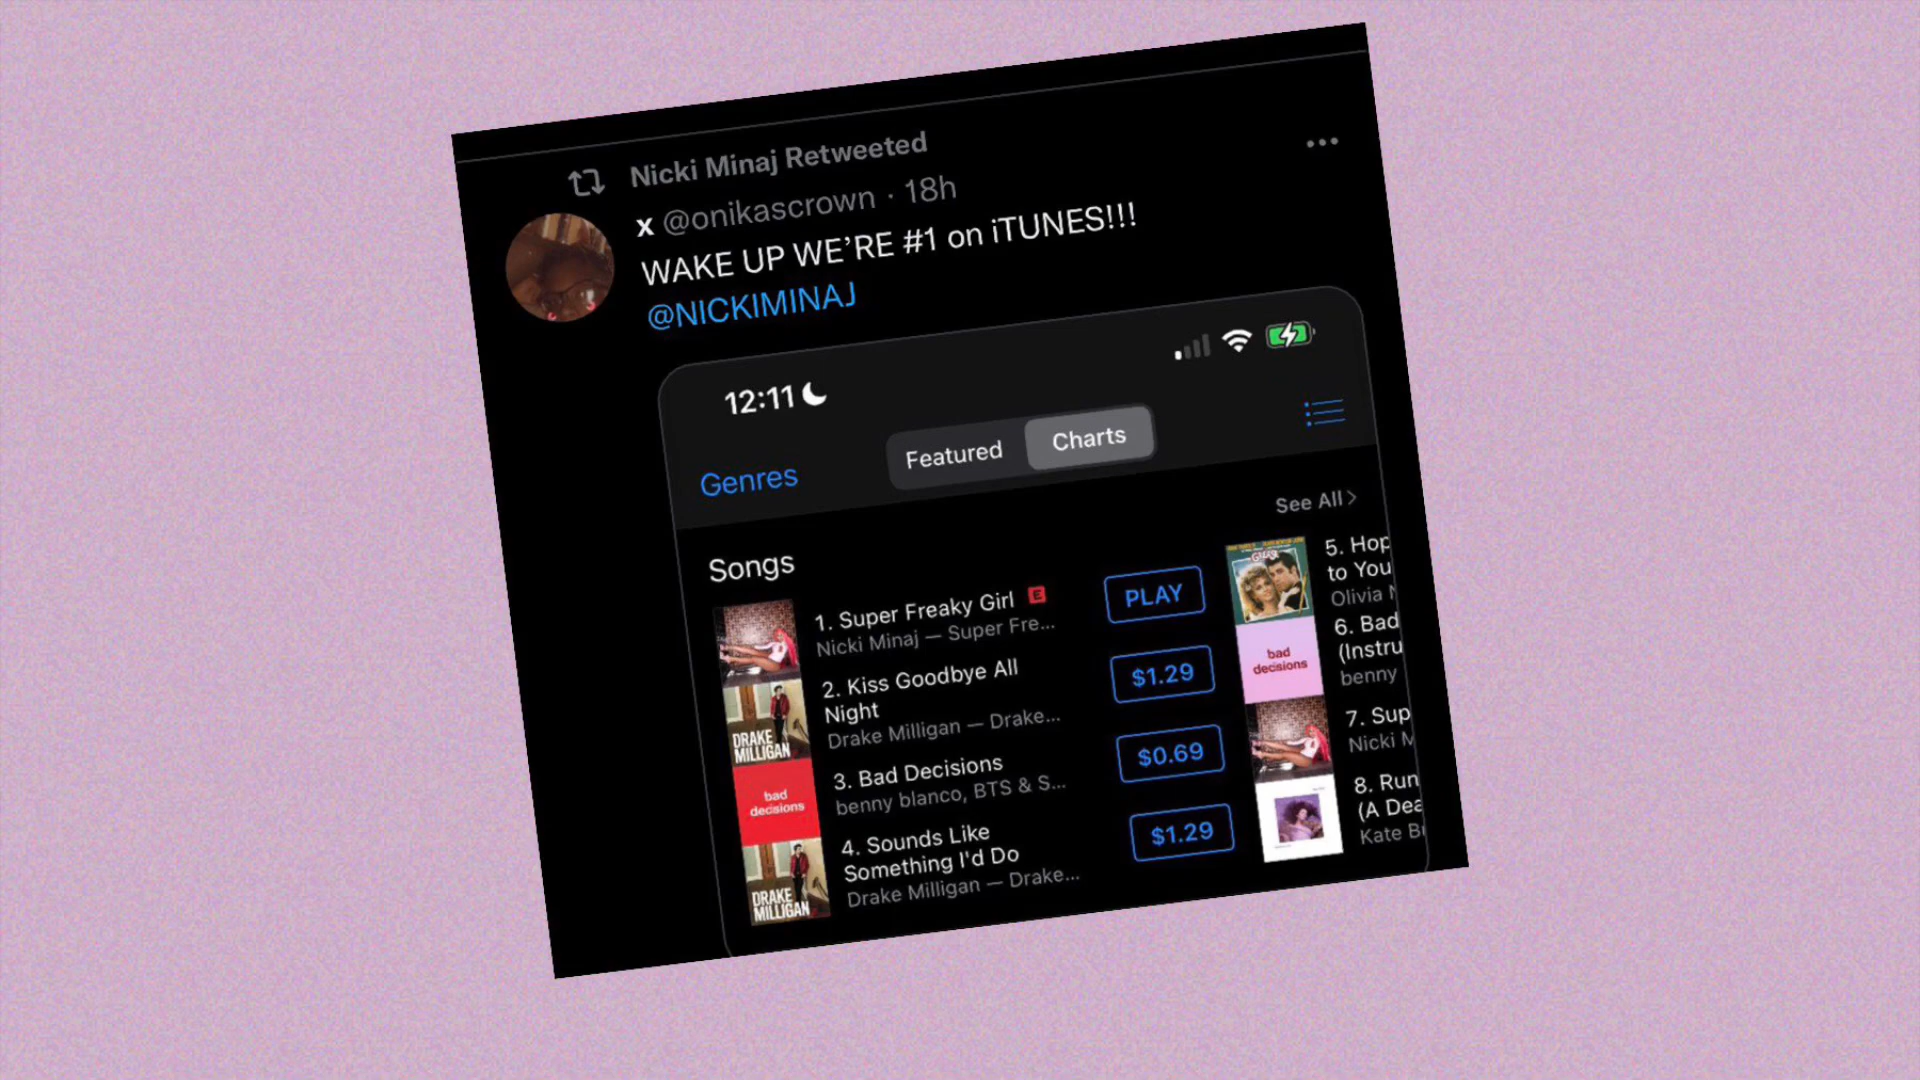 Nicki Minaj Retweeted
x @onikascrown · 18h
WAKE UP WE’RE #1 on iTUNES!!!
@NICKIMINAJ
12:11
Genres
Featured
Charts
See All >
Songs
1. Super Freaky Girl E
Nicki Minaj — Super Fre...
PLAY
2. Kiss Goodbye All
Night
Drake Milligan — Drake...
$1.29
3. Bad Decisions
benny blanco, BTS & S...
$0.69
4. Sounds Like
Something I'd Do
Drake Milligan — Drake...
$1.29
DRAKE
MILLIGAN
bad
decisions
DRAKE
MILLIGAN
GREASE
5. Hop
to You
Olivia N
bad
decisions
6. Bad
(Instru
benny
7. Sup
Nicki M
8. Run
(A Dea
Kate Bu